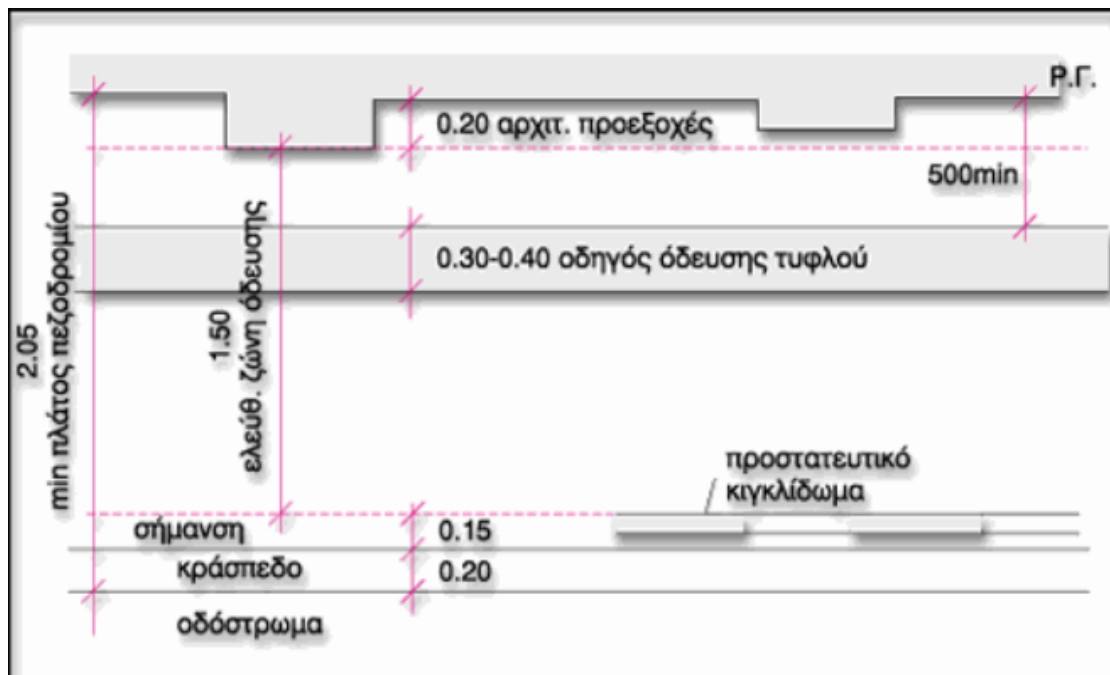 Ρ.Γ.
0.20 αρχιτ. προεξοχές
500min
0.30-0.40 οδηγός όδευσης τυφλού
2.05
min πλάτος πεζοδρομίου
1.50
ελεύθ. ζώνη όδευσης
προστατευτικό
κιγκλίδωμα
σήμανση
0.15
κράσπεδο
0.20
οδόστρωμα